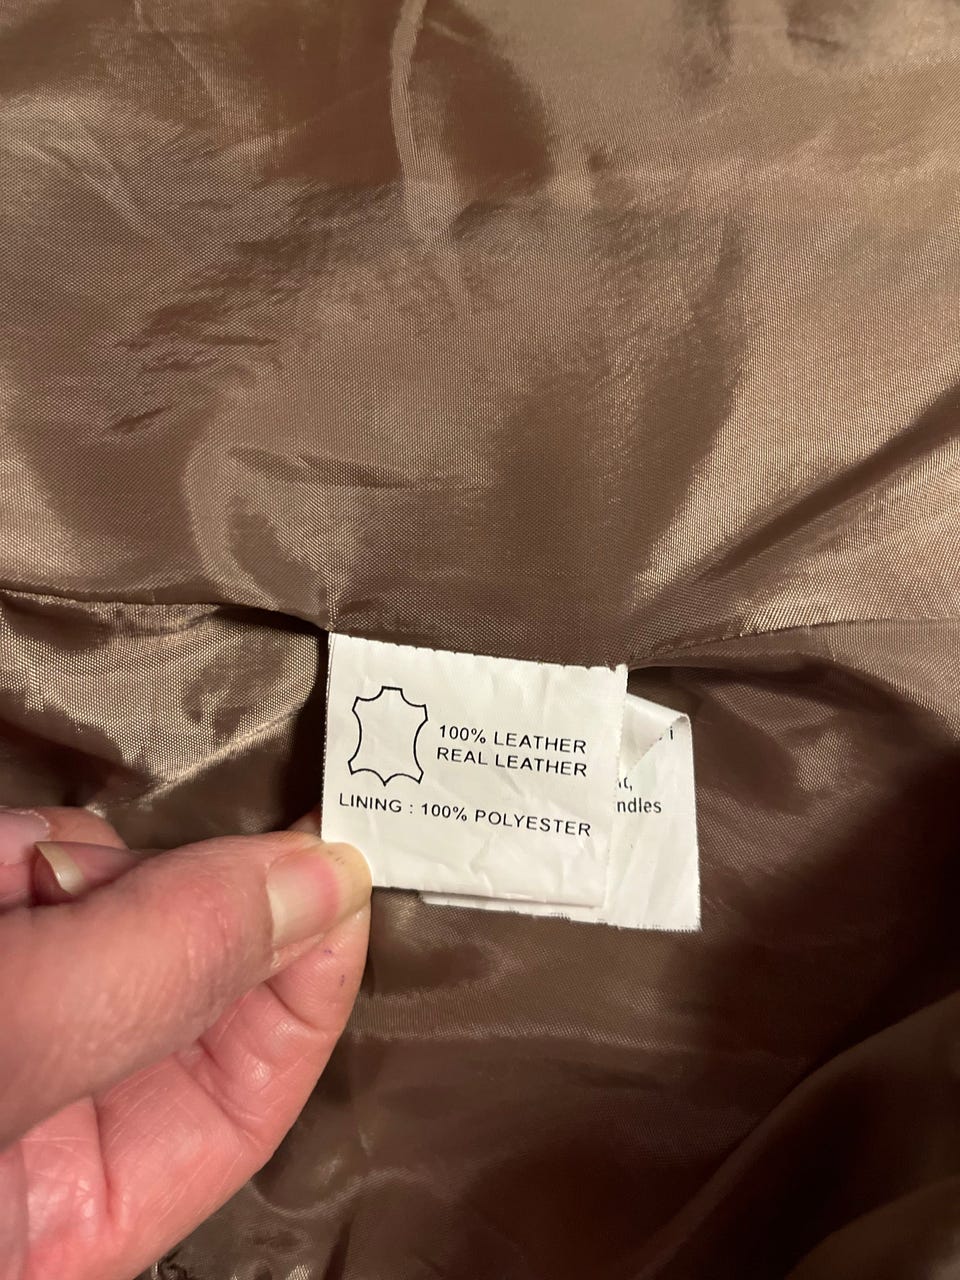 100% LEATHER
REAL LEATHER
LINING : 100% POLYESTER
ndles